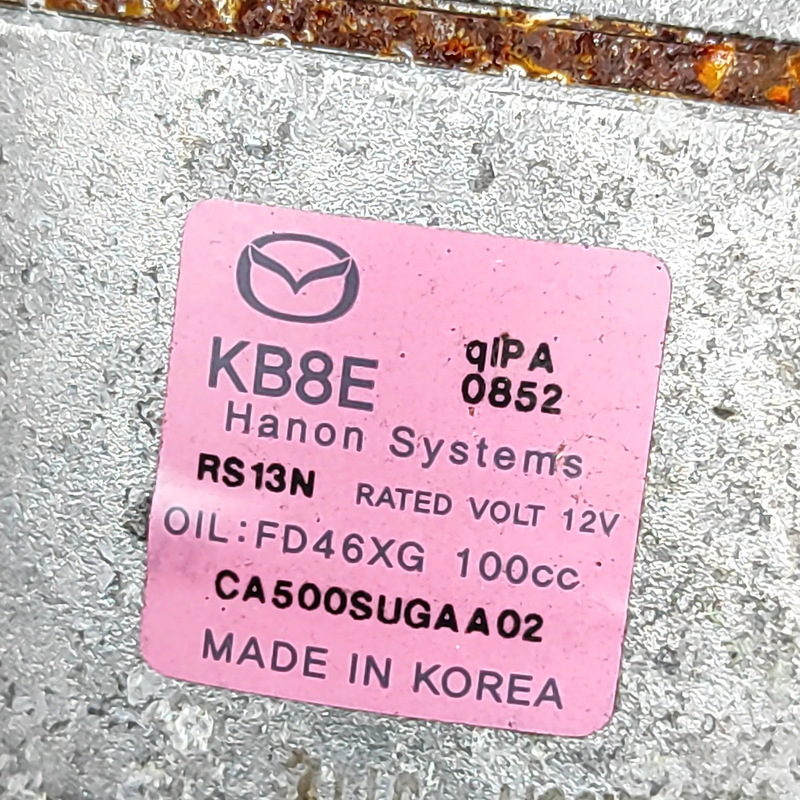 KB8E
qIPA
0852
Hanon Systems
RS13N RATED VOLT 12V
OIL:FD46XG 100cc
CA500SUGAA02
MADE IN KOREA